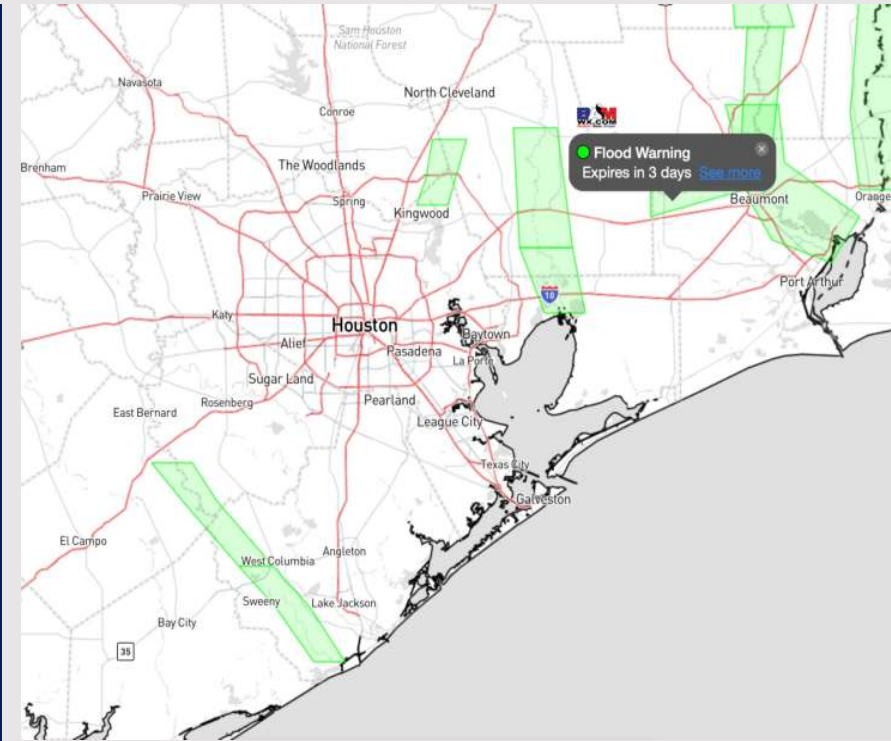 Sam Houston
National Forest
Navasota
North Cleveland
Conroe
BAM
WX.COM
Flood Warning
Expires in 3 days See more
Brenham
The Woodlands
Prairie View
Spring
Kingwood
Beaumont
Orange
Port Arthur
10
Katy
Houston
Baytown
Alief
Pasadena
La Porte
Sugar Land
Rosenberg
Pearland
East Bernard
League City
Texas City
Galveston
El Campo
West Columbia
Angleton
Sweeny
Lake Jackson
Bay City
35